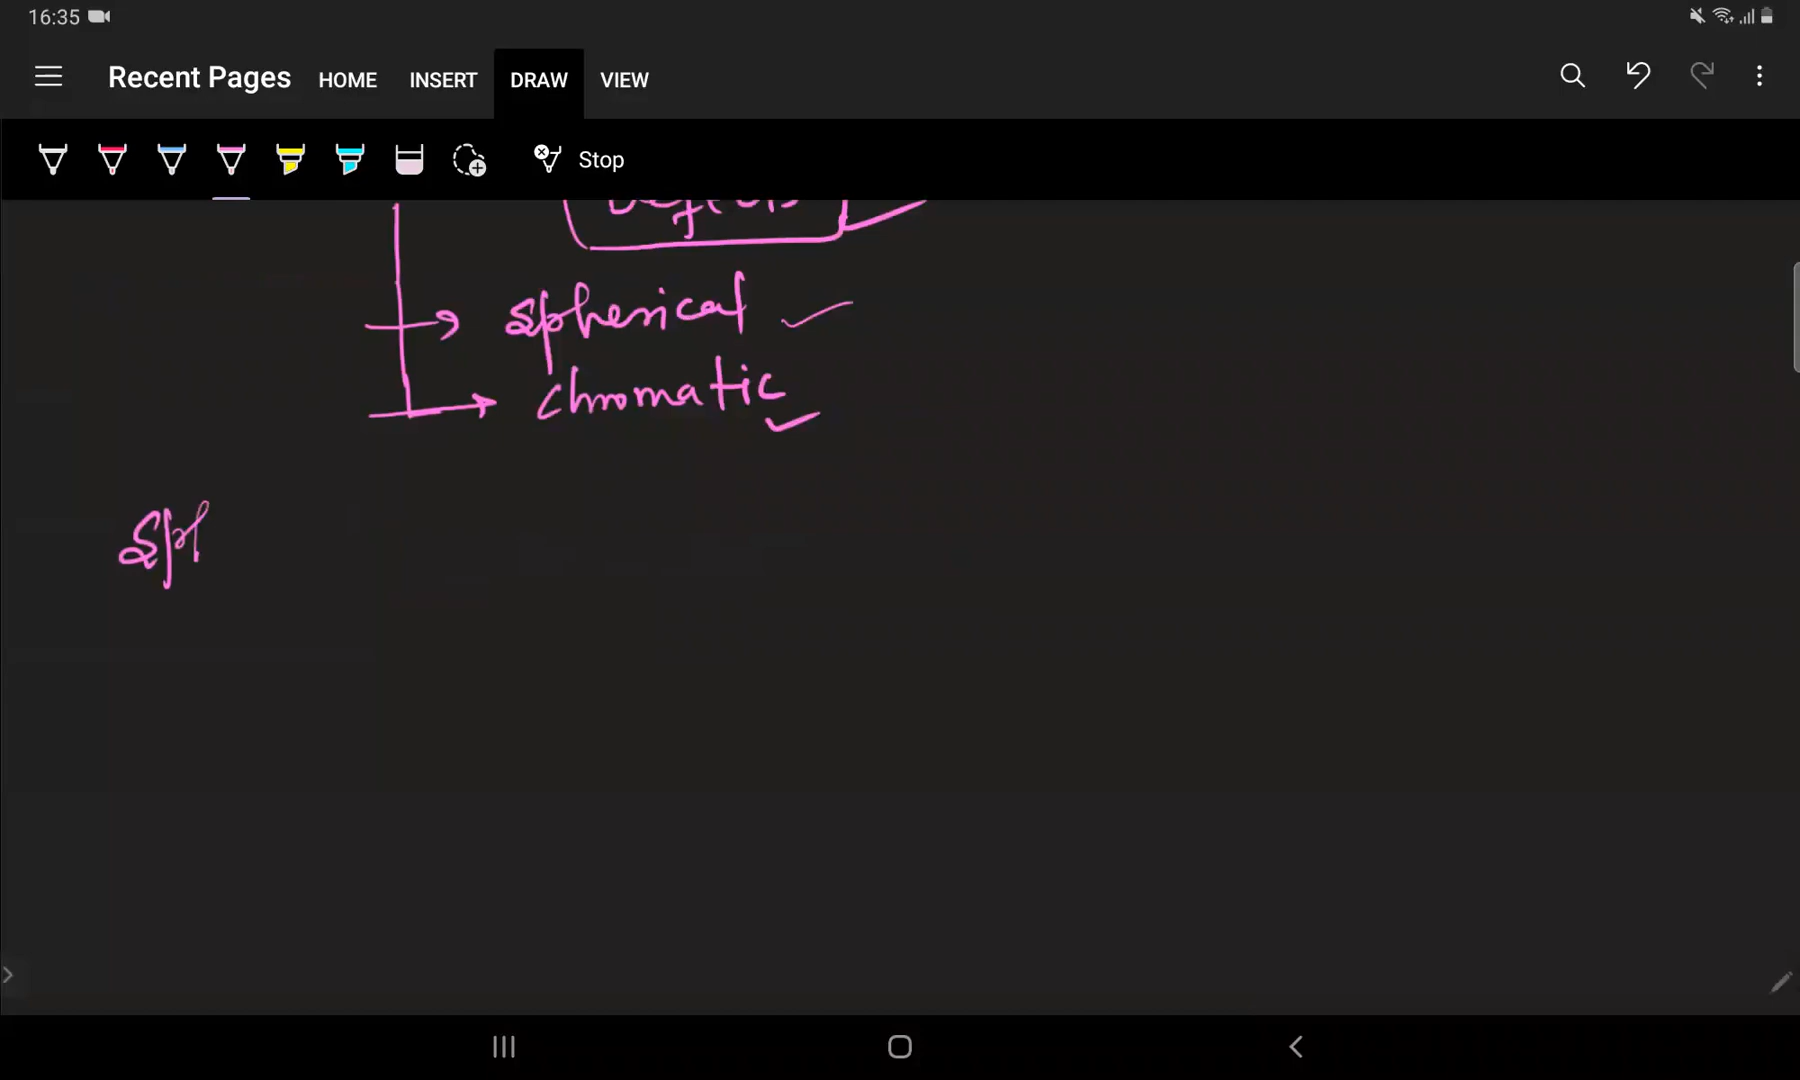 16:35
Recent Pages HOME INSERT DRAW VIEW
Stop
spherical
chromatic
Sph